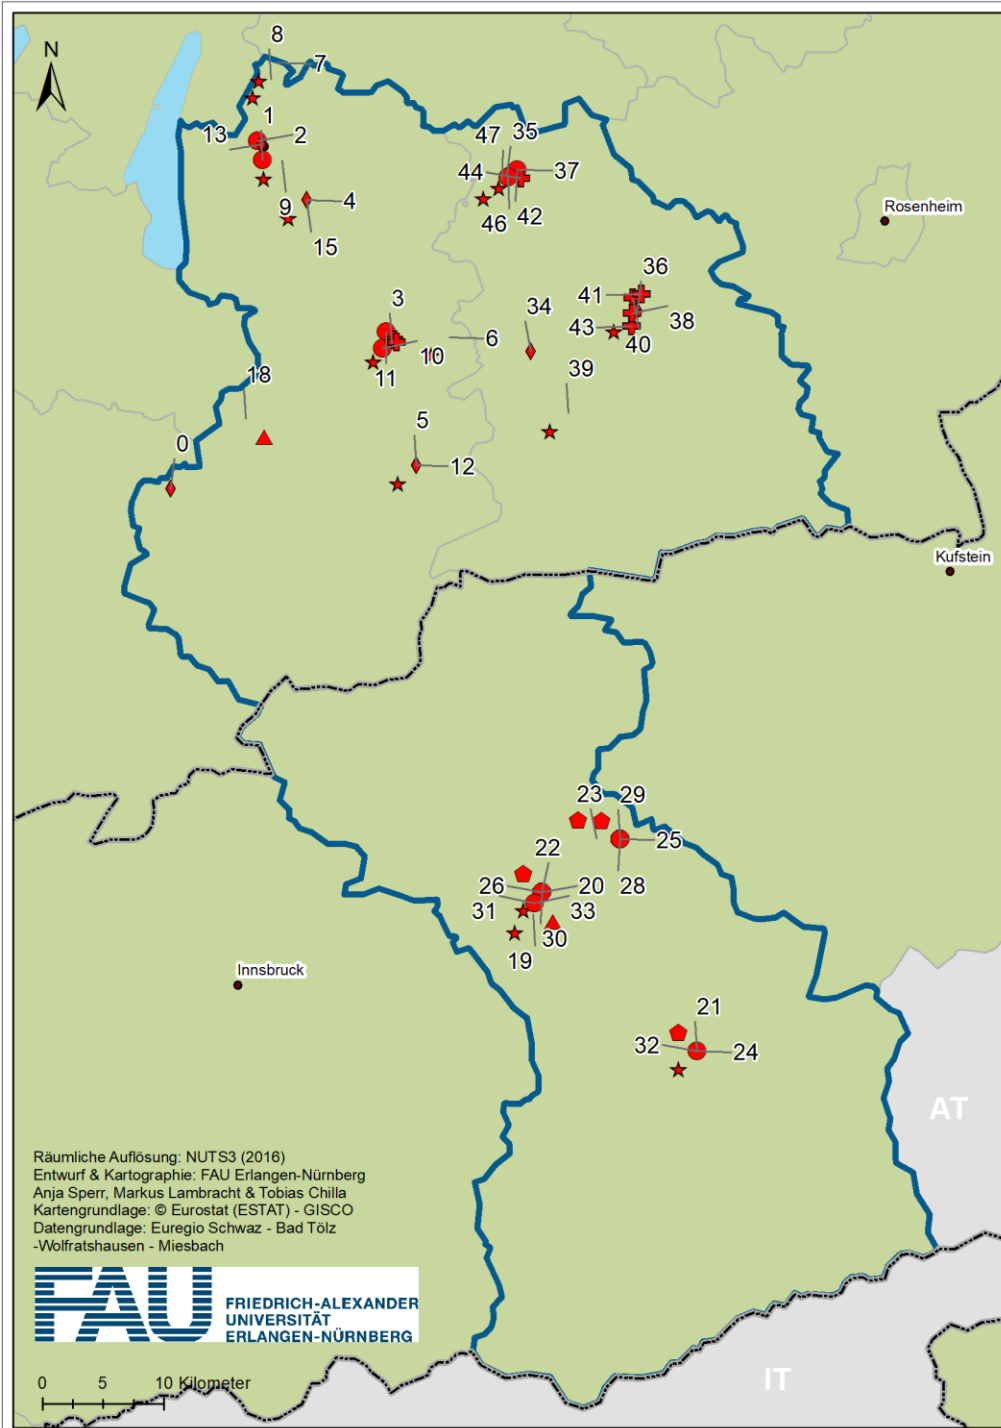 N
8
7
1
13
2
47
35
44
37
9
4
46
42
15
Rosenheim
36
41
3
34
38
6
43
40
10
11
39
18
5
0
12
Kufstein
23
29
25
22
26
20
28
31
33
30
19
Innsbruck
21
32
24
AT
Räumliche Auflösung: NUTS3 (2016)
Entwurf & Kartographie: FAU Erlangen-Nürnberg
Anja Sperr, Markus Lambracht & Tobias Chilla
Kartengrundlage: © Eurostat (ESTAT) - GISCO
Datengrundlage: Euregio Schwaz - Bad Tölz
-Wolfratshausen - Miesbach
FAU
FRIEDRICH-ALEXANDER
UNIVERSITÄT
ERLANGEN-NÜRNBERG
IT
0 5 10 Kilometer